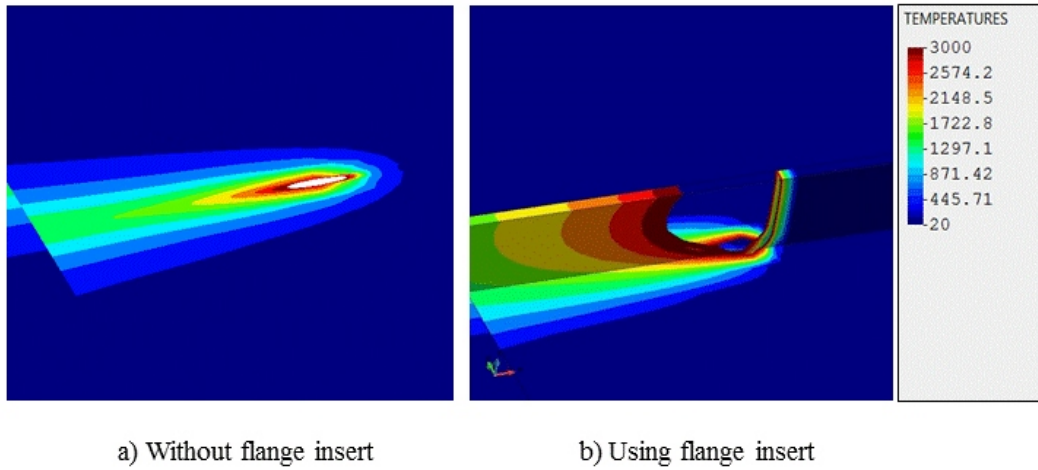 TEMPERATURES
3000
2574.2
2148.5
1722.8
1297.1
871.42
445.71
20
a) Without flange insert
b) Using flange insert